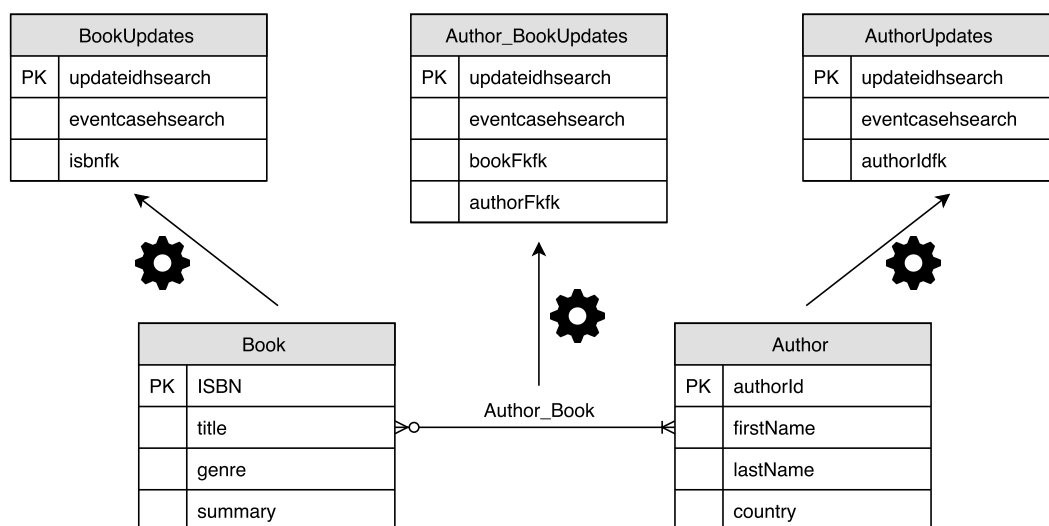 BookUpdates
PK updateidhsearch
eventcasehsearch
isbnfk
Author_BookUpdates
PK updateidhsearch
eventcasehsearch
bookFkfk
authorFkfk
AuthorUpdates
PK updateidhsearch
eventcasehsearch
authorIdfk
Book
PK ISBN
title
genre
summary
Author_Book
Author
PK authorId
firstName
lastName
country